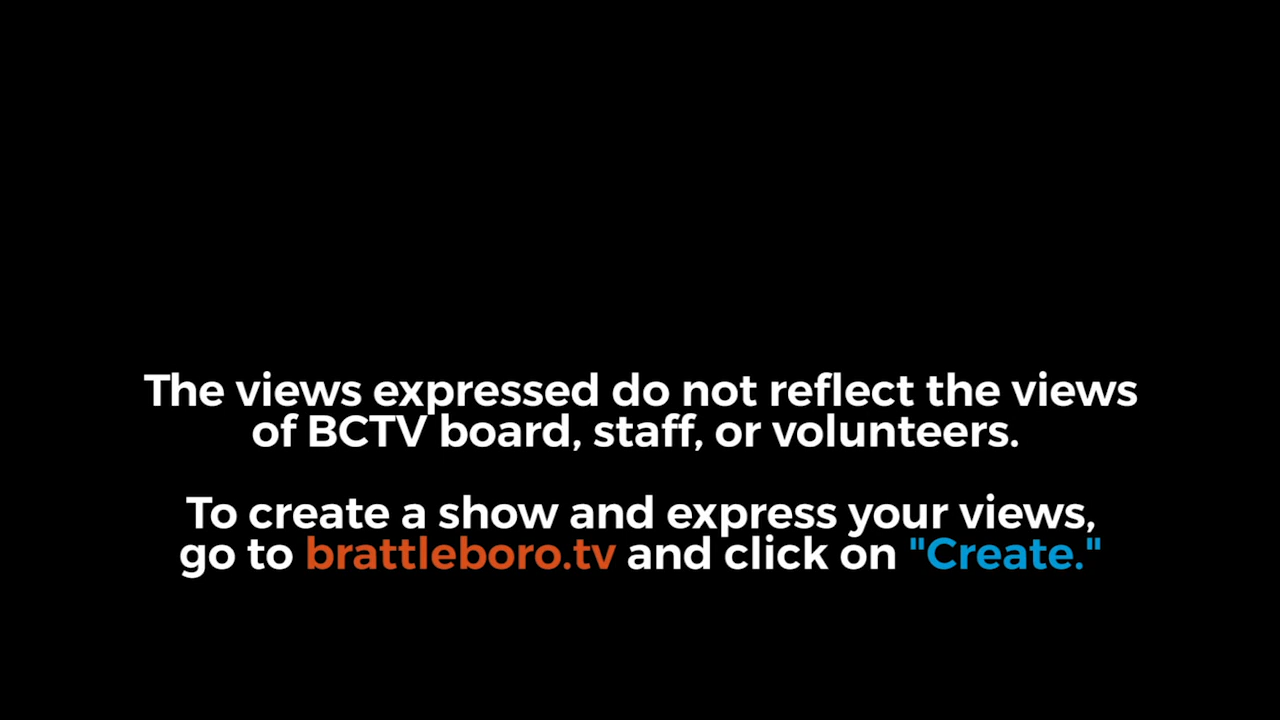 The views expressed do not reflect the views
of BCTV board, staff, or volunteers.
To create a show and express your views,
go to brattleboro.tv and click on "Create."